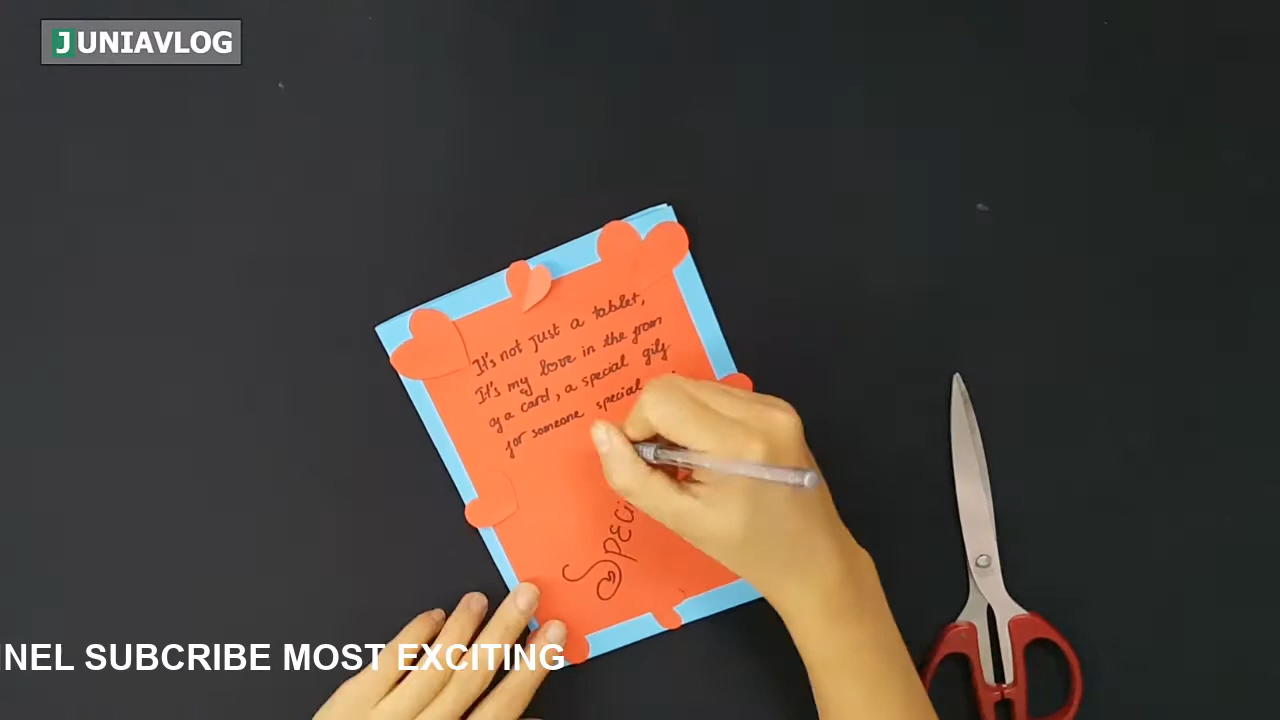 JUNIAVLOG
It's not just a tablet,
It's my love in the from
of a card, a special gift
for someone special
Speci
NEL SUBCRIBE MOST EXCITING